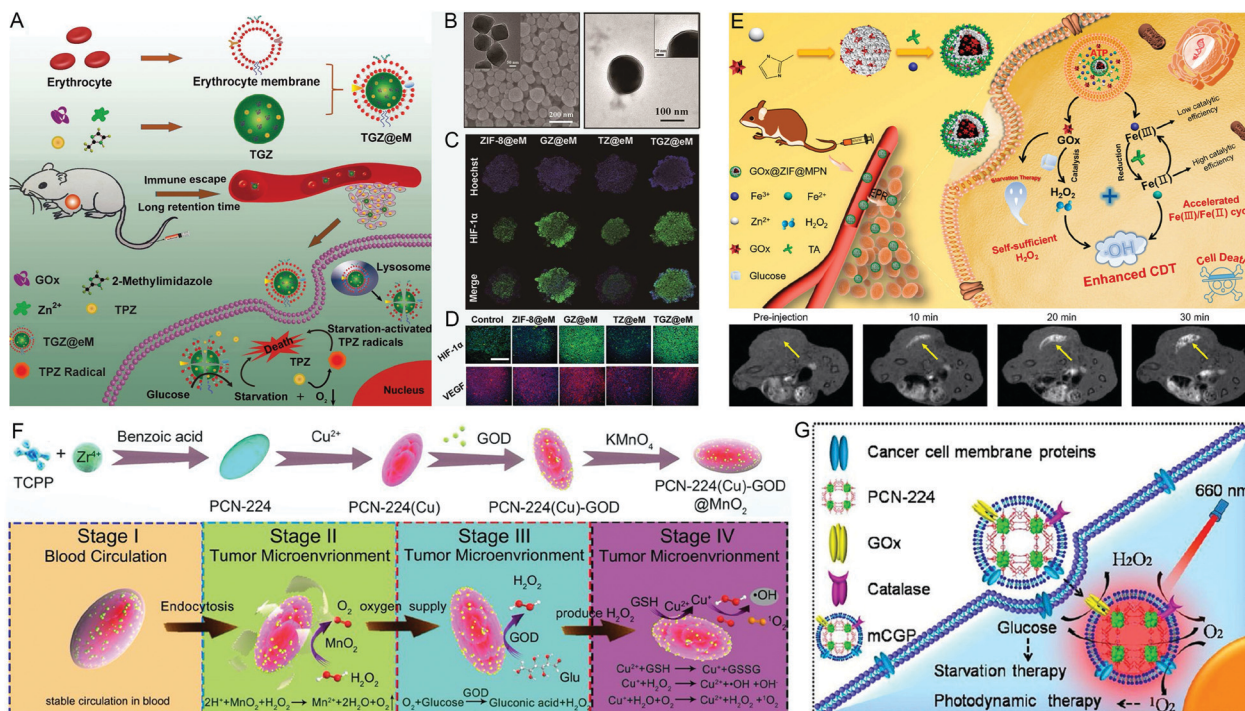 A
Erythrocyte
Erythrocyte membrane
TGZ
TGZ@eM
Immune escape
Long retention time
GOx
2-Methylimidazole
Zn²⁺
TPZ
TGZ@eM
TPZ Radical
Lysosome
Starvation-activated
TPZ radicals
Death
TPZ
Glucose
Starvation + O₂↓
Nucleus
B
50 nm
200 nm
20 nm
100 nm
C
ZIF-8@eM GZ@eM TZ@eM TGZ@eM
Hoechst
HIF-1α
Merge
D
Control ZIF-8@eM GZ@eM TZ@eM TGZ@eM
HIF-1α
VEGF
E
GOx@ZIF@MPN
Fe³⁺ Fe²⁺
Zn²⁺ H₂O₂
GOx TA
Glucose
EPR
ATP
GOx
Starvation Therapy
Catalysis
H₂O₂
Self-sufficient
H₂O₂
Fe(III)
Low catalytic
efficiency
Reduction
High catalytic
efficiency
Fe(II)
Accelerated
Fe(III)/Fe(II) cycle
·OH
Enhanced CDT
Cell Death
Pre-injection 10 min 20 min 30 min
F
TCPP + Zr⁴⁺
Benzoic acid
PCN-224
Cu²⁺
PCN-224(Cu)
GOD
PCN-224(Cu)-GOD
KMnO₄
PCN-224(Cu)-GOD
@MnO₂
Stage I
Blood Circulation
stable circulation in blood
Endocytosis
Stage II
Tumor Microenvrionment
O₂
MnO₂
H₂O₂
2H⁺+MnO₂+H₂O₂ → Mn²⁺+2H₂O+O₂↑
oxygen
supply
Stage III
Tumor Microenvrionment
H₂O₂
GOD
Glu
GOD
O₂+Glucose → Gluconic acid+H₂O₂
produce H₂O₂
Stage IV
Tumor Microenvrionment
GSH Cu²⁺ Cu⁺ •OH
¹O₂
Cu²⁺+GSH → Cu⁺+GSSG
Cu⁺+H₂O₂ → Cu²⁺+•OH +OH⁻
Cu⁺+H₂O+O₂ → Cu²⁺+H₂O₂ +¹O₂
G
Cancer cell membrane proteins
PCN-224
GOx
Catalase
mCGP
660 nm
H₂O₂
Glucose
O₂
Starvation therapy
Photodynamic therapy
¹O₂